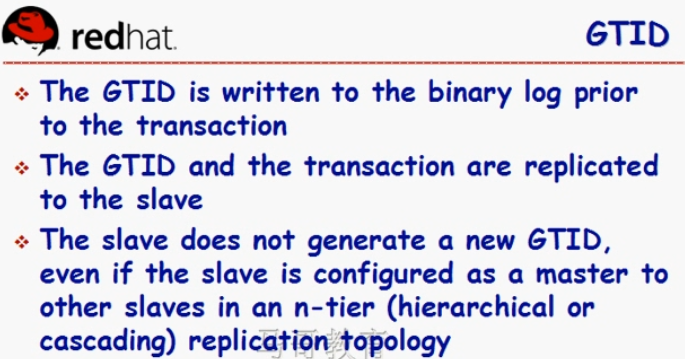 redhat.
GTID
The GTID is written to the binary log prior
to the transaction
The GTID and the transaction are replicated
to the slave
The slave does not generate a new GTID,
even if the slave is configured as a master to
other slaves in an n-tier (hierarchical or
cascading) replication topology
马哥教育